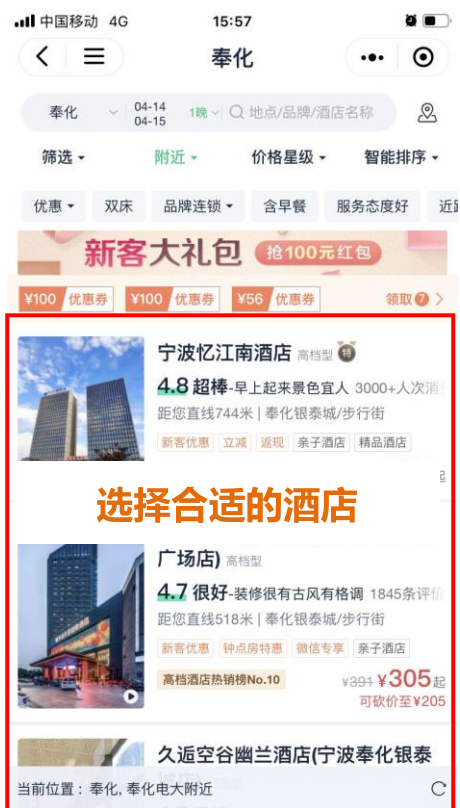 中国移动 4G 15:57
奉化
奉化 04-14 1晚 地点/品牌/酒店名称
04-15
筛选 附近 价格星级 智能排序
优惠 双床 品牌连锁 含早餐 服务态度好
新客大礼包 抢100元红包
¥100 优惠券 ¥100 优惠券 ¥56 优惠券 领取7
宁波忆江南酒店 高档型 特
4.8 超棒-早上起来景色宜人 3000+人次消
距您直线744米 | 奉化银泰城/步行街
新客优惠 立减 返现 亲子酒店 精品酒店
选择合适的酒店
广场店) 高档型
4.7 很好-装修很有古风有格调 1845条评价
距您直线518米 | 奉化银泰城/步行街
新客优惠 钟点房特惠 微信专享 亲子酒店
高档酒店热销榜No.10 ¥391 ¥305起
可砍价至¥205
久逅空谷幽兰酒店(宁波奉化银泰
当前位置：奉化, 奉化电大附近